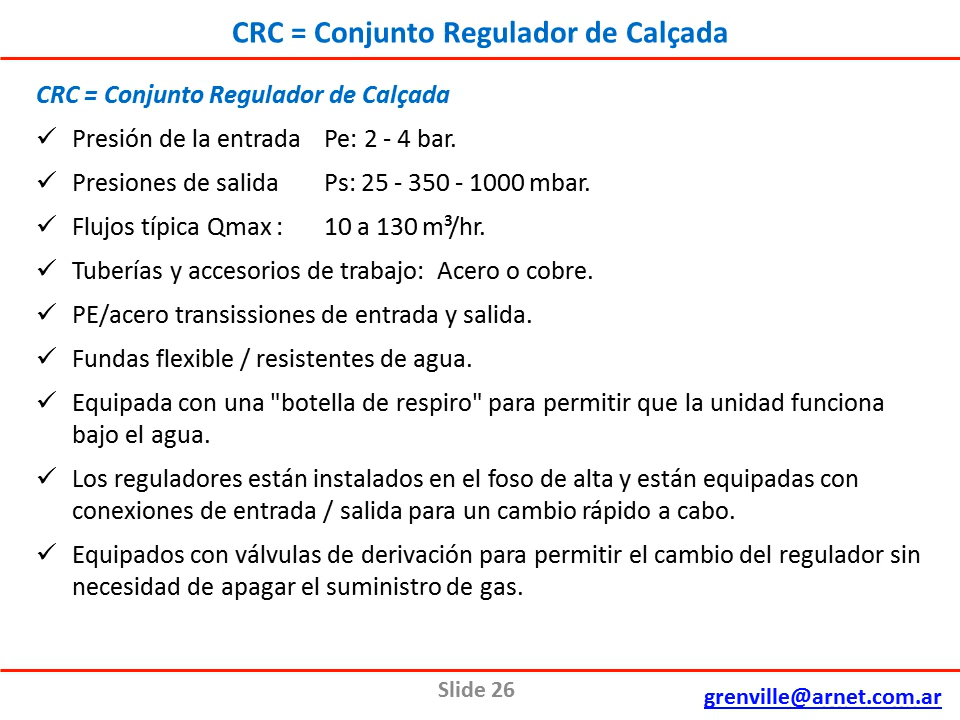 CRC = Conjunto Regulador de Calçada
CRC = Conjunto Regulador de Calçada
✓ Presión de la entrada Pe: 2 - 4 bar.
✓ Presiones de salida Ps: 25 - 350 - 1000 mbar.
✓ Flujos típica Qmax : 10 a 130 m³/hr.
✓ Tuberías y accesorios de trabajo: Acero o cobre.
✓ PE/acero transissiones de entrada y salida.
✓ Fundas flexible / resistentes de agua.
✓ Equipada con una "botella de respiro" para permitir que la unidad funciona
bajo el agua.
✓ Los reguladores están instalados en el foso de alta y están equipadas con
conexiones de entrada / salida para un cambio rápido a cabo.
✓ Equipados con válvulas de derivación para permitir el cambio del regulador sin
necesidad de apagar el suministro de gas.
Slide 26
grenville@arnet.com.ar